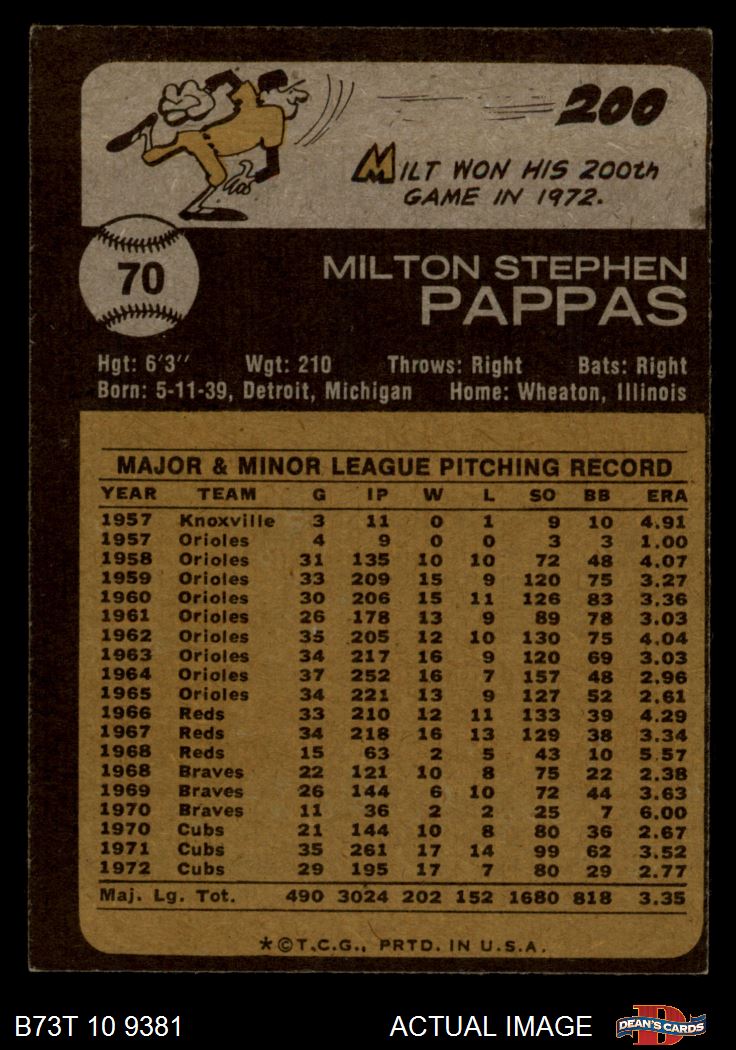 200
MILT WON HIS 200th
GAME IN 1972.
70
MILTON STEPHEN
PAPPAS
Hgt: 6'3" Wgt: 210 Throws: Right Bats: Right
Born: 5-11-39, Detroit, Michigan Home: Wheaton, Illinois
MAJOR & MINOR LEAGUE PITCHING RECORD
YEAR TEAM G IP W L SO BB ERA
1957 Knoxville 3 11 0 1 9 10 4.91
1957 Orioles 4 9 0 0 3 3 1.00
1958 Orioles 31 135 10 10 72 48 4.07
1959 Orioles 33 209 15 9 120 75 3.27
1960 Orioles 30 206 15 11 126 83 3.36
1961 Orioles 26 178 13 9 89 78 3.03
1962 Orioles 35 205 12 10 130 75 4.04
1963 Orioles 34 217 16 9 120 69 3.03
1964 Orioles 37 252 16 7 157 48 2.96
1965 Orioles 34 221 13 9 127 52 2.61
1966 Reds 33 210 12 11 133 39 4.29
1967 Reds 34 218 16 13 129 38 3.34
1968 Reds 15 63 2 5 43 10 5.57
1968 Braves 22 121 10 8 75 22 2.38
1969 Braves 26 144 6 10 72 44 3.63
1970 Braves 11 36 2 2 25 7 6.00
1970 Cubs 21 144 10 8 80 36 2.67
1971 Cubs 35 261 17 14 99 62 3.52
1972 Cubs 29 195 17 7 80 29 2.77
Maj. Lg. Tot. 490 3024 202 152 1680 818 3.35
*©T.C.G., PRTD. IN U.S.A.
B73T 10 9381 ACTUAL IMAGE
D
DEAN'S CARDS